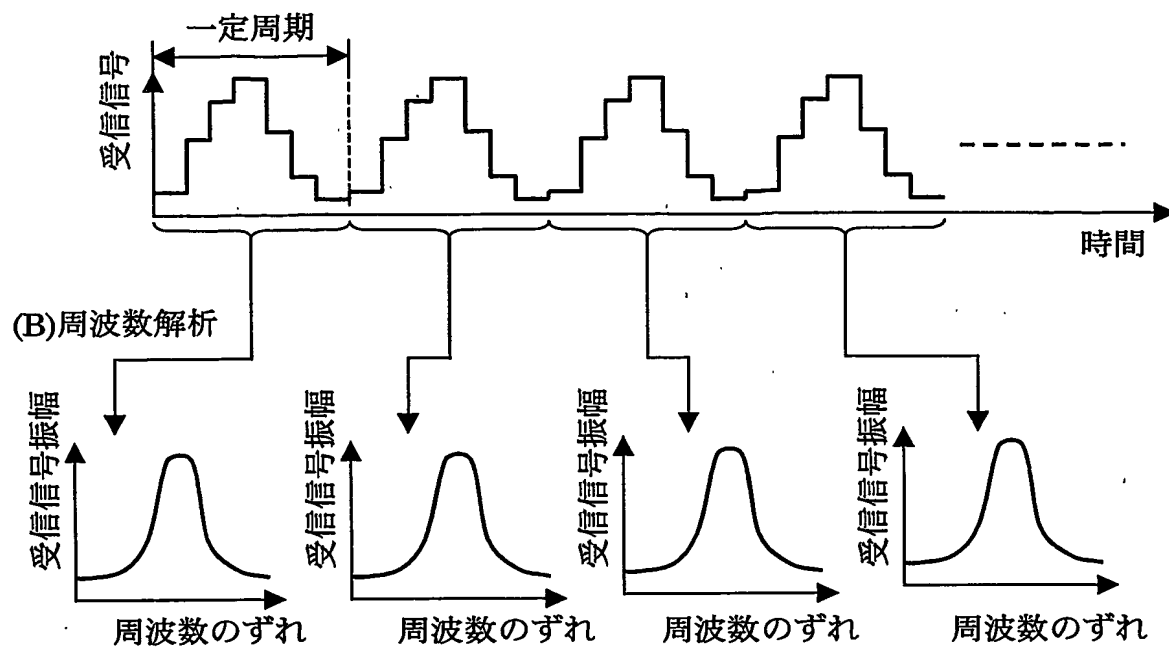 一定周期
受信信号
時間
(B)周波数解析
受信信号振幅
受信信号振幅
受信信号振幅
受信信号振幅
周波数のずれ
周波数のずれ
周波数のずれ
周波数のずれ